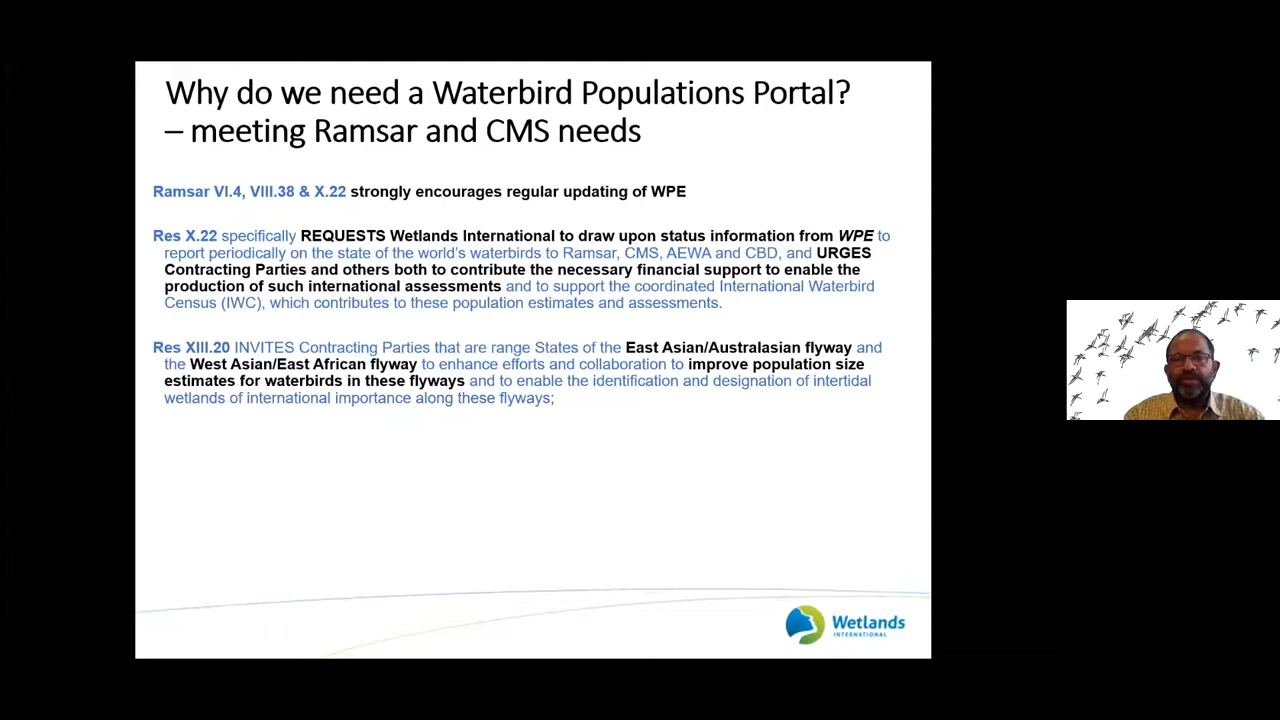 Why do we need a Waterbird Populations Portal?
– meeting Ramsar and CMS needs
Ramsar VI.4, VIII.38 & X.22 strongly encourages regular updating of WPE
Res X.22 specifically REQUESTS Wetlands International to draw upon status information from WPE to
report periodically on the state of the world's waterbirds to Ramsar, CMS, AEWA and CBD, and URGES
Contracting Parties and others both to contribute the necessary financial support to enable the
production of such international assessments and to support the coordinated International Waterbird
Census (IWC), which contributes to these population estimates and assessments.
Res XIII.20 INVITES Contracting Parties that are range States of the East Asian/Australasian flyway and
the West Asian/East African flyway to enhance efforts and collaboration to improve population size
estimates for waterbirds in these flyways and to enable the identification and designation of intertidal
wetlands of international importance along these flyways;
Wetlands
INTERNATIONAL